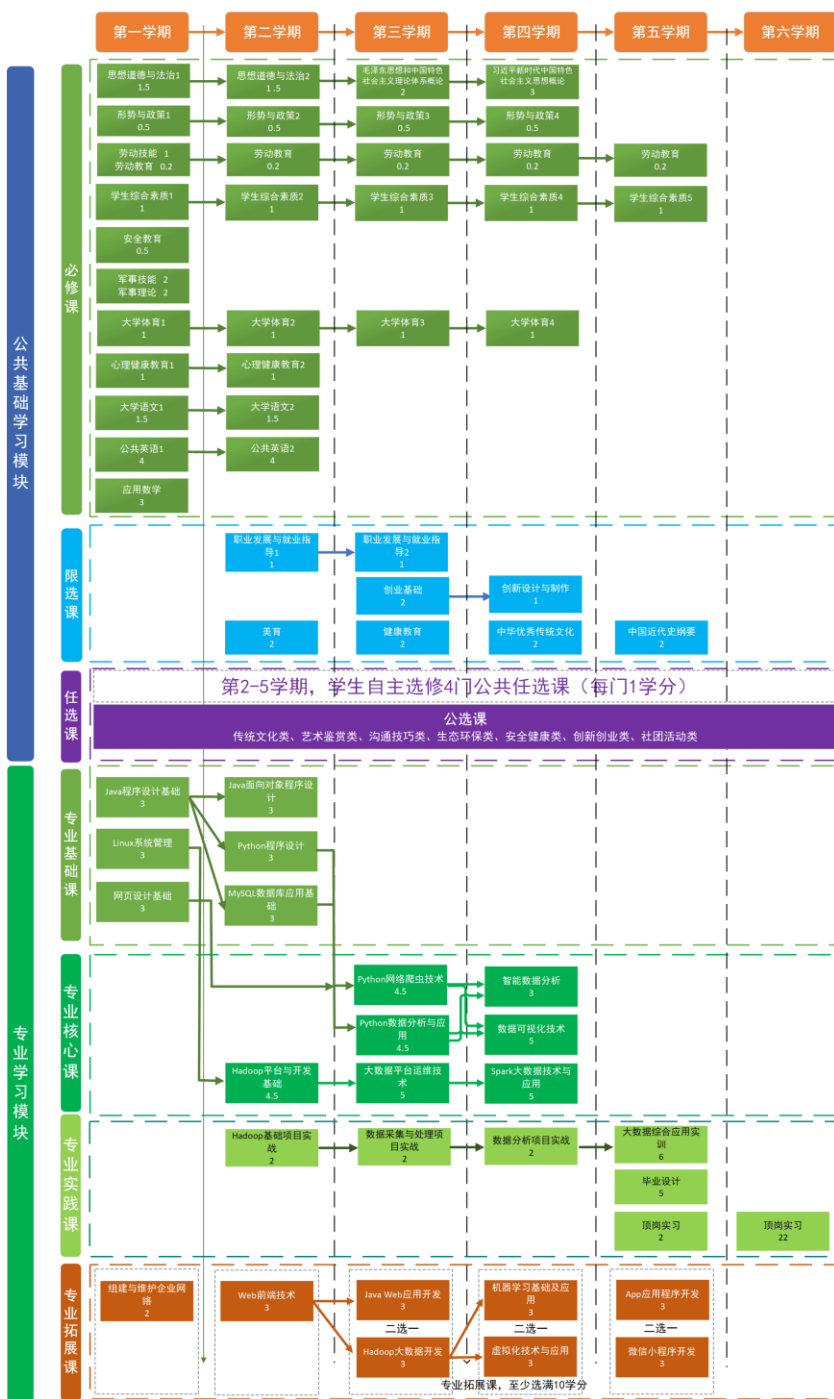 第一学期
第二学期
第三学期
第四学期
第五学期
第六学期
公共基础学习模块
必修课
思想道德与法治1
1.5
思想道德与法治2
1.5
毛泽东思想和中国特色
社会主义理论体系概论
2
习近平新时代中国特色
社会主义思想概论
3
形势与政策1
0.5
形势与政策2
0.5
形势与政策3
0.5
形势与政策4
0.5
劳动技能 1
劳动教育 0.2
劳动教育
0.2
劳动教育
0.2
劳动教育
0.2
劳动教育
0.2
学生综合素质1
1
学生综合素质2
1
学生综合素质3
1
学生综合素质4
1
学生综合素质5
1
安全教育
0.5
军事技能 2
军事理论 2
大学体育1
1
大学体育2
1
大学体育3
1
大学体育4
1
心理健康教育1
1
心理健康教育2
1
大学语文1
1.5
大学语文2
1.5
公共英语1
4
公共英语2
4
应用数学
3
限选课
职业发展与就业指
导1
1
职业发展与就业指
导2
1
创业基础
2
创新设计与制作
1
美育
2
健康教育
2
中华优秀传统文化
2
中国近代史纲要
2
任选课
第2-5学期，学生自主选修4门公共任选课（每门1学分）
公选课
传统文化类、艺术鉴赏类、沟通技巧类、生态环保类、安全健康类、创新创业类、社团活动类
专业学习模块
专业基础课
Java程序设计基础
3
Java面向对象程序设
计
3
Linux系统管理
3
Python程序设计
3
网页设计基础
3
MySQL数据库应用基
础
3
专业核心课
Python网络爬虫技术
4.5
智能数据分析
3
Python数据分析与应
用
4.5
数据可视化技术
5
Hadoop平台与开发
基础
4.5
大数据平台运维技
术
5
Spark大数据技术与
应用
5
专业实践课
Hadoop基础项目实
战
2
数据采集与处理项
目实战
2
数据分析项目实战
2
大数据综合应用实
训
6
毕业设计
5
顶岗实习
2
顶岗实习
22
专业拓展课
组建与维护企业网
络
2
Web前端技术
3
Java Web应用开发
3
机器学习基础及应
用
3
App应用程序开发
3
二选一
二选一
二选一
Hadoop大数据开发
3
虚拟化技术与应用
3
微信小程序开发
3
专业拓展课，至少选满10学分